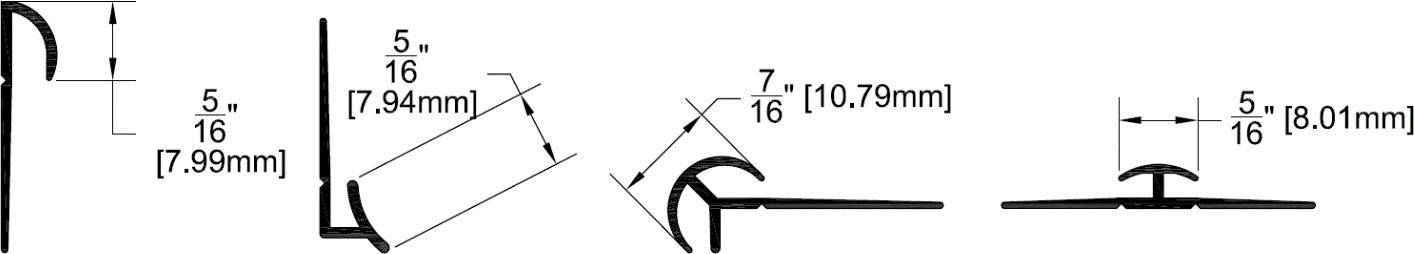 5/16"
[7.99mm]
5/16"
[7.94mm]
7/16" [10.79mm]
5/16" [8.01mm]